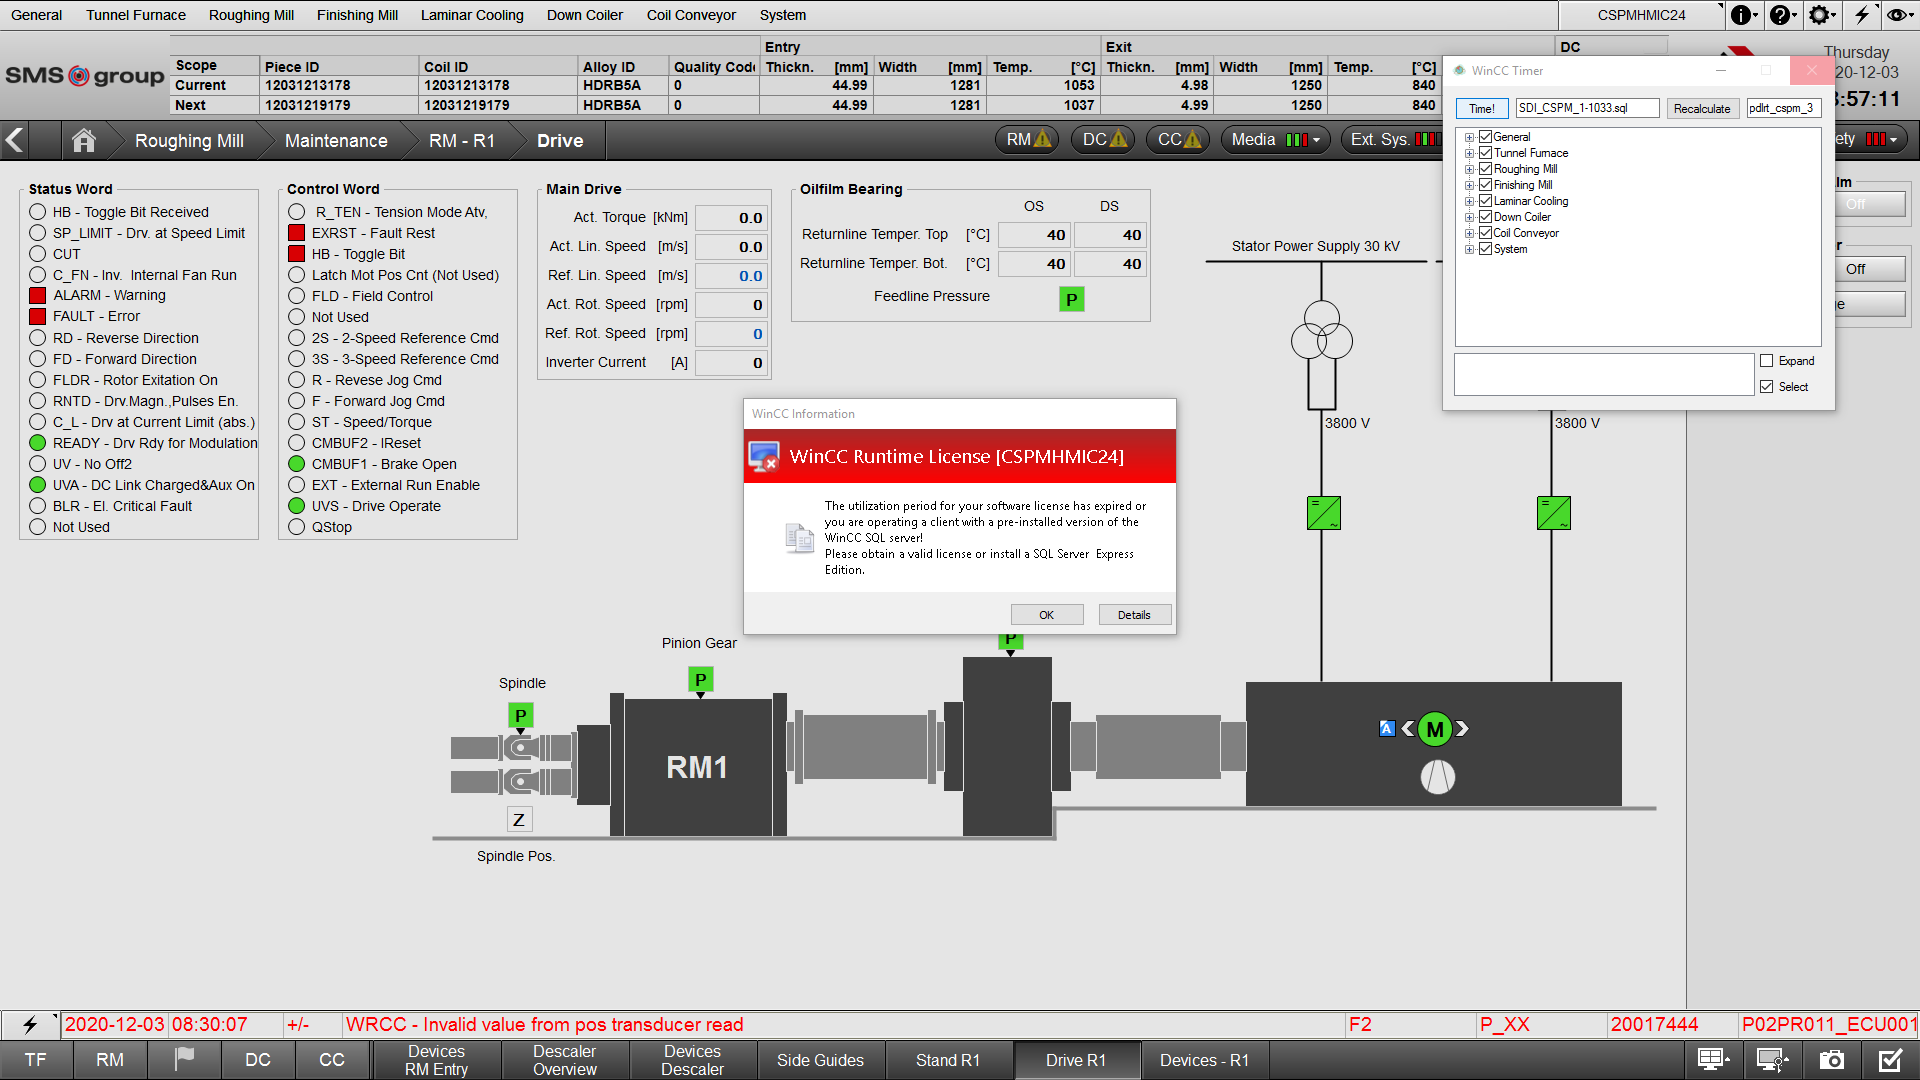 General Tunnel Furnace Roughing Mill Finishing Mill Laminar Cooling Down Coiler Coil Conveyor System CSPMHMIC24
SMS group
Entry Exit DC
Scope Piece ID Coil ID Alloy ID Quality Code Thickn. [mm] Width [mm] Temp. [°C] Thickn. [mm] Width [mm] Temp. [°C]
Current 12031213178 12031213178 HDRB5A 0 44.99 1281 1053 4.98 1250 840
Next 12031219179 12031219179 HDRB5A 0 44.99 1281 1037 4.99 1250 840
Thursday
20-12-03
:57:11
Roughing Mill Maintenance RM - R1 Drive RM DC CC Media Ext. Sys. ety
WinCC Timer
Time! SDI_CSPM_1-1033.sql Recalculate pdlrt_cspm_3
General
Tunnel Furnace
Roughing Mill
Finishing Mill
Laminar Cooling
Down Coiler
Coil Conveyor
System
Expand
Select
lm
Off
r
Off
ge
Status Word
HB - Toggle Bit Received
SP_LIMIT - Drv. at Speed Limit
CUT
C_FN - Inv. Internal Fan Run
ALARM - Warning
FAULT - Error
RD - Reverse Direction
FD - Forward Direction
FLDR - Rotor Exitation On
RNTD - Drv.Magn.,Pulses En.
C_L - Drv at Current Limit (abs.)
READY - Drv Rdy for Modulation
UV - No Off2
UVA - DC Link Charged&Aux On
BLR - El. Critical Fault
Not Used
Control Word
R_TEN - Tension Mode Atv,
EXRST - Fault Rest
HB - Toggle Bit
Latch Mot Pos Cnt (Not Used)
FLD - Field Control
Not Used
2S - 2-Speed Reference Cmd
3S - 3-Speed Reference Cmd
R - Revese Jog Cmd
F - Forward Jog Cmd
ST - Speed/Torque
CMBUF2 - IReset
CMBUF1 - Brake Open
EXT - External Run Enable
UVS - Drive Operate
QStop
Main Drive
Act. Torque [kNm] 0.0
Act. Lin. Speed [m/s] 0.0
Ref. Lin. Speed [m/s] 0.0
Act. Rot. Speed [rpm] 0
Ref. Rot. Speed [rpm] 0
Inverter Current [A] 0
Oilfilm Bearing
OS DS
Returnline Temper. Top [°C] 40 40
Returnline Temper. Bot. [°C] 40 40
Feedline Pressure P
Stator Power Supply 30 kV
3800 V 3800 V
WinCC Information
WinCC Runtime License [CSPMHMIC24]
The utilization period for your software license has expired or
you are operating a client with a pre-installed version of the
WinCC SQL server!
Please obtain a valid license or install a SQL Server Express
Edition.
OK Details
Pinion Gear
P
P
Spindle
P
RM1
A M
Z
Spindle Pos.
2020-12-03 08:30:07 +/- WRCC - Invalid value from pos transducer read F2 P_XX 20017444 P02PR011_ECU001
TF RM DC CC Devices RM Entry Descaler Overview Devices Descaler Side Guides Stand R1 Drive R1 Devices - R1